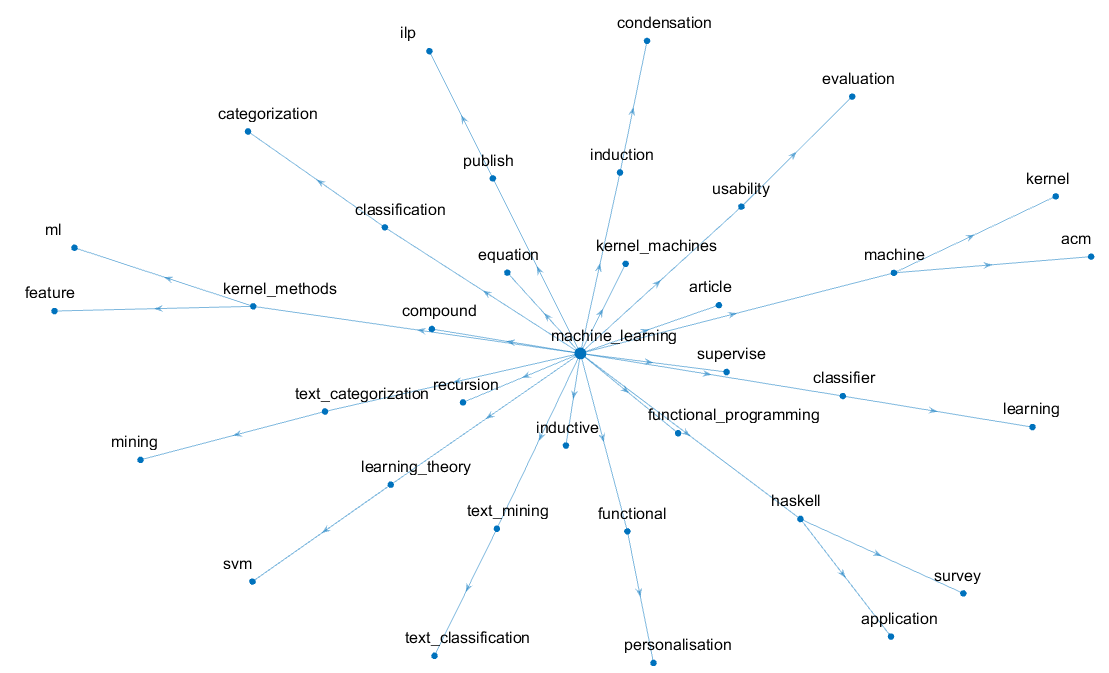 condensation
ilp
evaluation
categorization
induction
publish
kernel
usability
classification
ml
acm
kernel_machines
equation
machine
article
kernel_methods
feature
compound
machine_learning
supervise
classifier
recursion
text_categorization
learning
functional_programming
inductive
mining
learning_theory
haskell
text_mining
functional
svm
survey
application
text_classification
personalisation